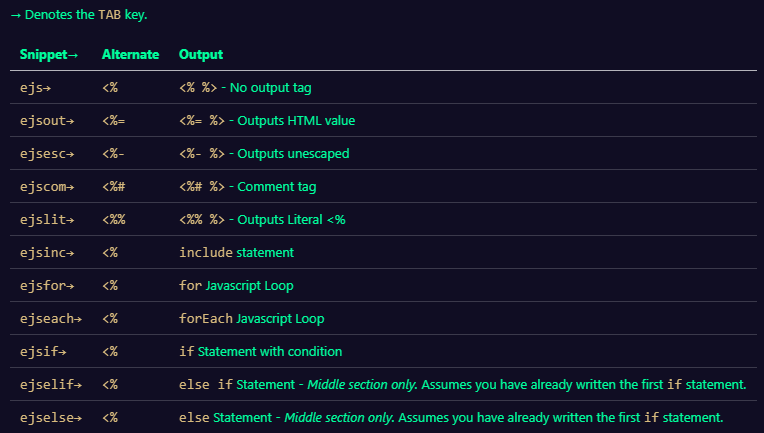 → Denotes the TAB key.
Snippet→ Alternate Output
ejs→ <% <% %> - No output tag
ejsout→ <%= <%= %> - Outputs HTML value
ejsesc→ <%- <%- %> - Outputs unescaped
ejscom→ <%# <%# %> - Comment tag
ejslit→ <%% <%% %> - Outputs Literal <%
ejsinc→ <% include statement
ejsfor→ <% for Javascript Loop
ejseach→ <% forEach Javascript Loop
ejsif→ <% if Statement with condition
ejselif→ <% else if Statement - Middle section only. Assumes you have already written the first if statement.
ejselse→ <% else Statement - Middle section only. Assumes you have already written the first if statement.